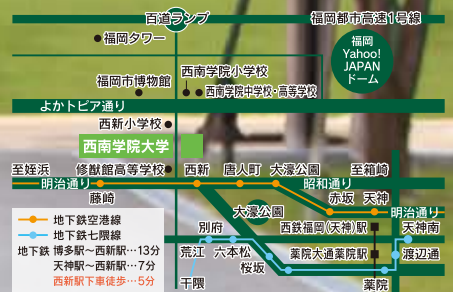 百道ランプ
福岡都市高速1号線
福岡タワー
福岡
Yahoo!
JAPAN
ドーム
西南学院小学校
福岡市博物館
西南学院中学校・高等学校
よかトピア通り
西新小学校
西南学院大学
至姪浜
修猷館高等学校
西新
唐人町
大濠公園
至箱崎
明治通り
昭和通り
藤崎
赤坂
天神
明治通り
大濠公園
地下鉄空港線
地下鉄七隈線
地下鉄 博多駅〜西新駅…13分
天神駅〜西新駅…7分
西新駅下車徒歩…5分
別府
西鉄福岡(天神)駅
天神南
荒江
六本松
薬院大通薬院駅
渡辺通
桜坂
干隈
薬院